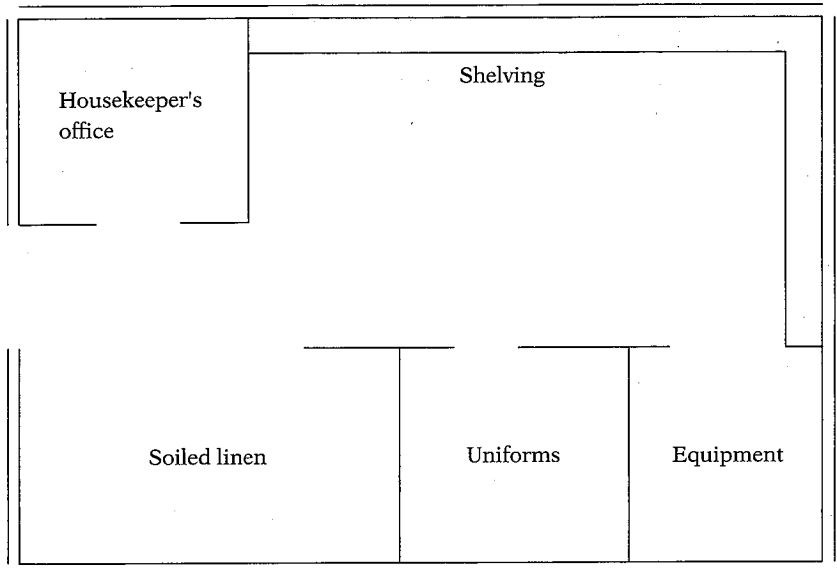 Shelving
Housekeeper's
office
Soiled linen
Uniforms
Equipment